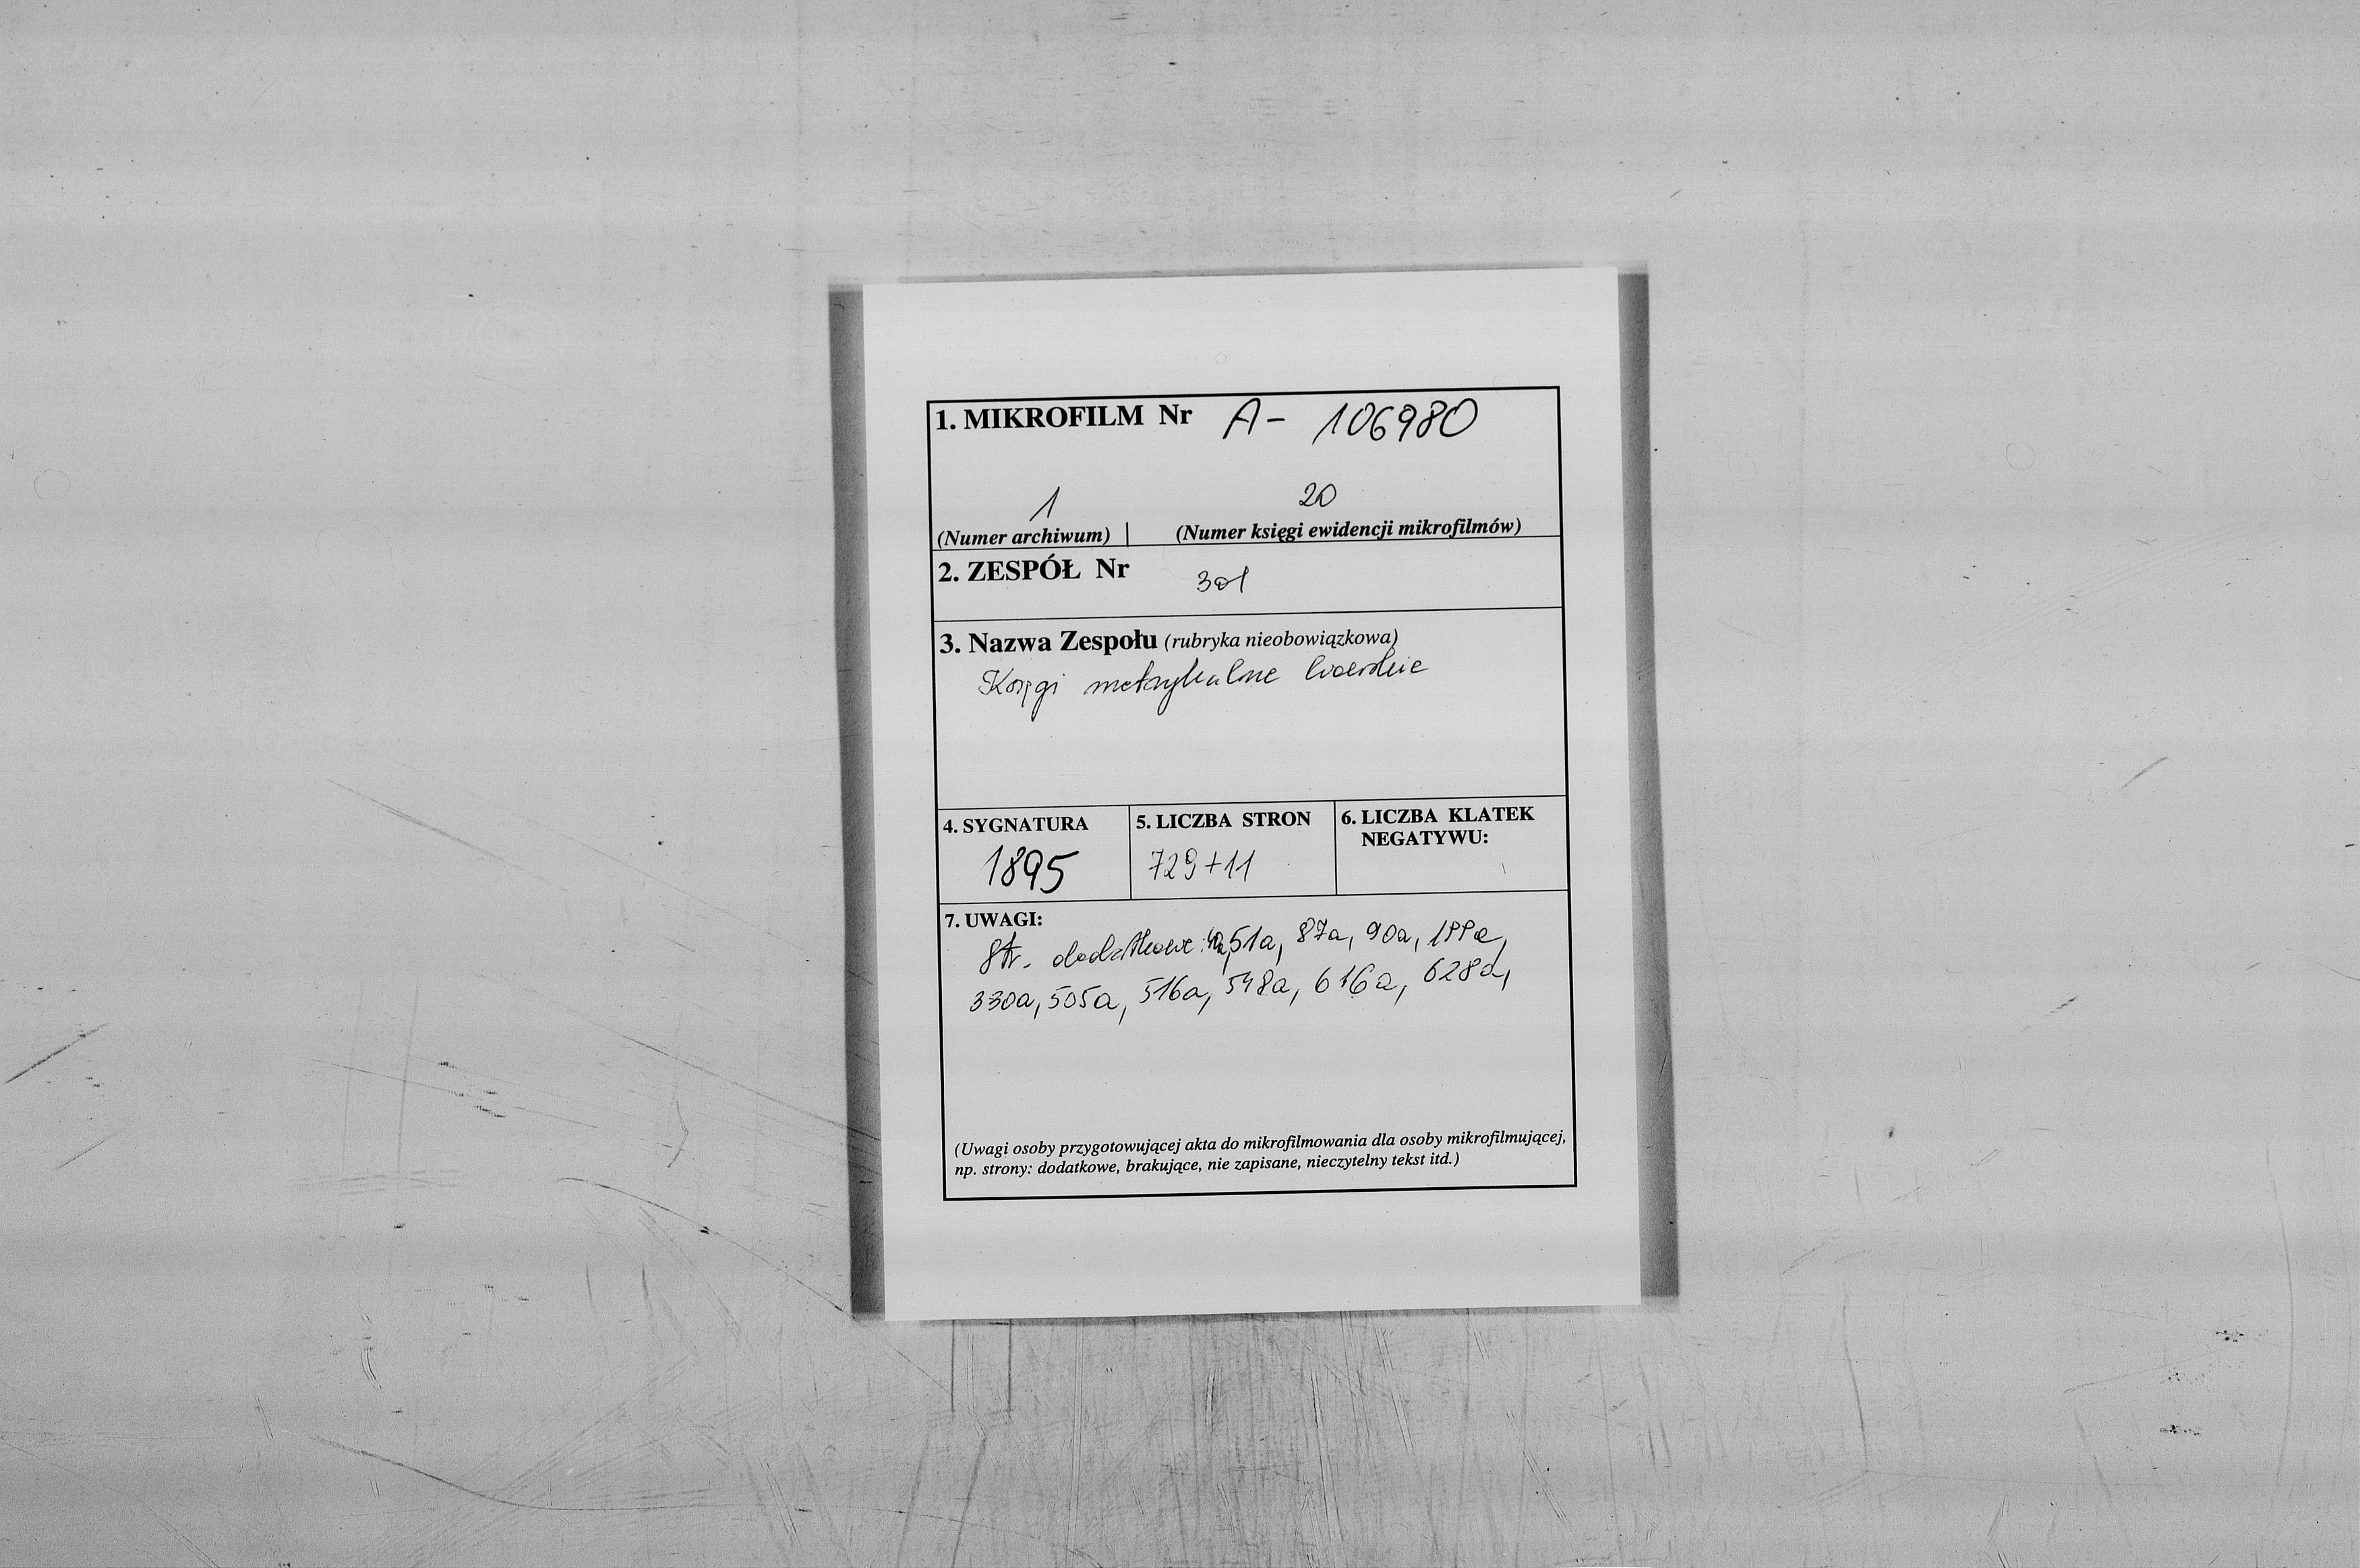 1. MIKROFILM Nr A- 106980
1 20
(Numer archiwum) | (Numer księgi ewidencji mikrofilmów)
2. ZESPÓŁ Nr 301
3. Nazwa Zespołu (rubryka nieobowiązkowa)
Księgi metrykalne
4. SYGNATURA 5. LICZBA STRON 6. LICZBA KLATEK
NEGATYWU:
1895 729+11
7. UWAGI:
Str. dodatkowe: 51a, 87a, 90a, 199a,
330a, 505a, 516a, 548a, 616a, 628a,
(Uwagi osoby przygotowującej akta do mikrofilmowania dla osoby mikrofilmującej,
np. strony: dodatkowe, brakujące, nie zapisane, nieczytelny tekst itd.)